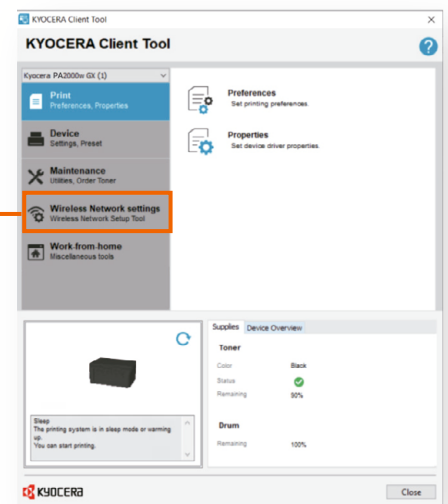 KYOCERA Client Tool
KYOCERA Client Tool
?
Kyocera PA2000w GX (1)
Print
Preferences, Properties
Device
Settings, Preset
Maintenance
Utilities, Order Toner
Wireless Network settings
Wireless Network Setup Tool
Work-from-home
Miscellaneous tools
Preferences
Set printing preferences.
Properties
Set device driver properties.
Sleep
The printing system is in sleep mode or warming
up.
You can start printing.
Supplies Device Overview
Toner
Color Black
Status
Remaining 90%
Drum
Remaining 100%
KYOCERA
Close